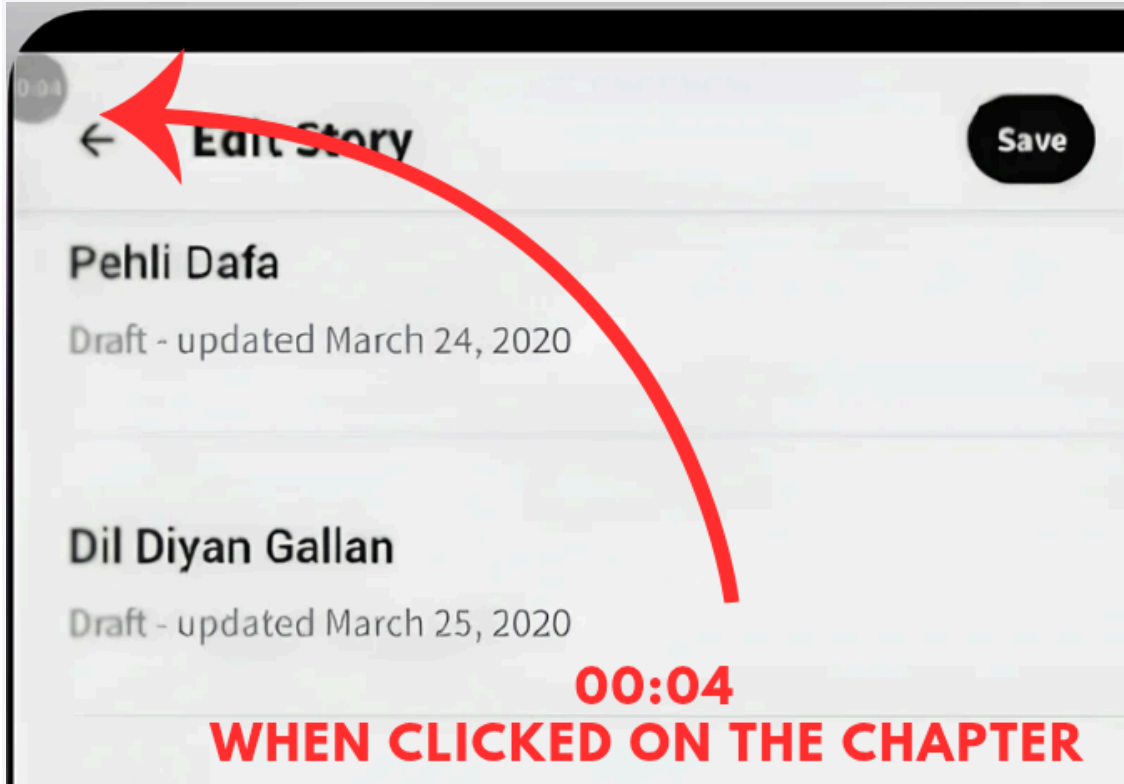 0:04
Edit Story
Save
Pehli Dafa
Draft - updated March 24, 2020
Dil Diyan Gallan
Draft - updated March 25, 2020
00:04
WHEN CLICKED ON THE CHAPTER